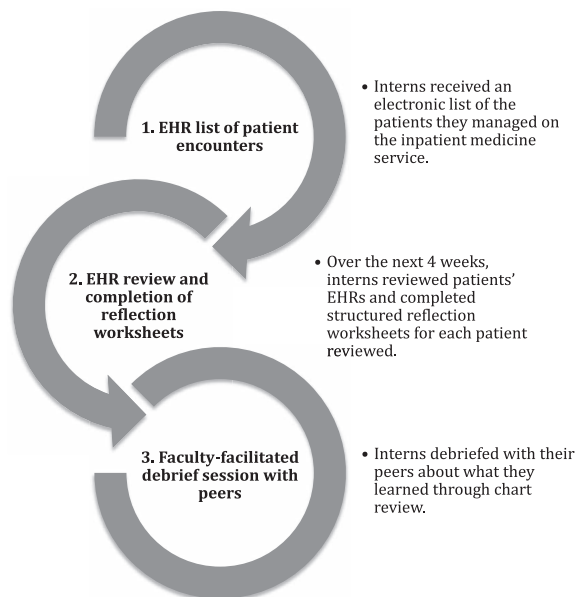 1. EHR list of patient
encounters
• Interns received an
electronic list of the
patients they managed on
the inpatient medicine
service.
2. EHR review and
completion of
reflection
worksheets
• Over the next 4 weeks,
interns reviewed patients’
EHRs and completed
structured reflection
worksheets for each patient
reviewed.
3. Faculty-facilitated
debrief session with
peers
• Interns debriefed with their
peers about what they
learned through chart
review.